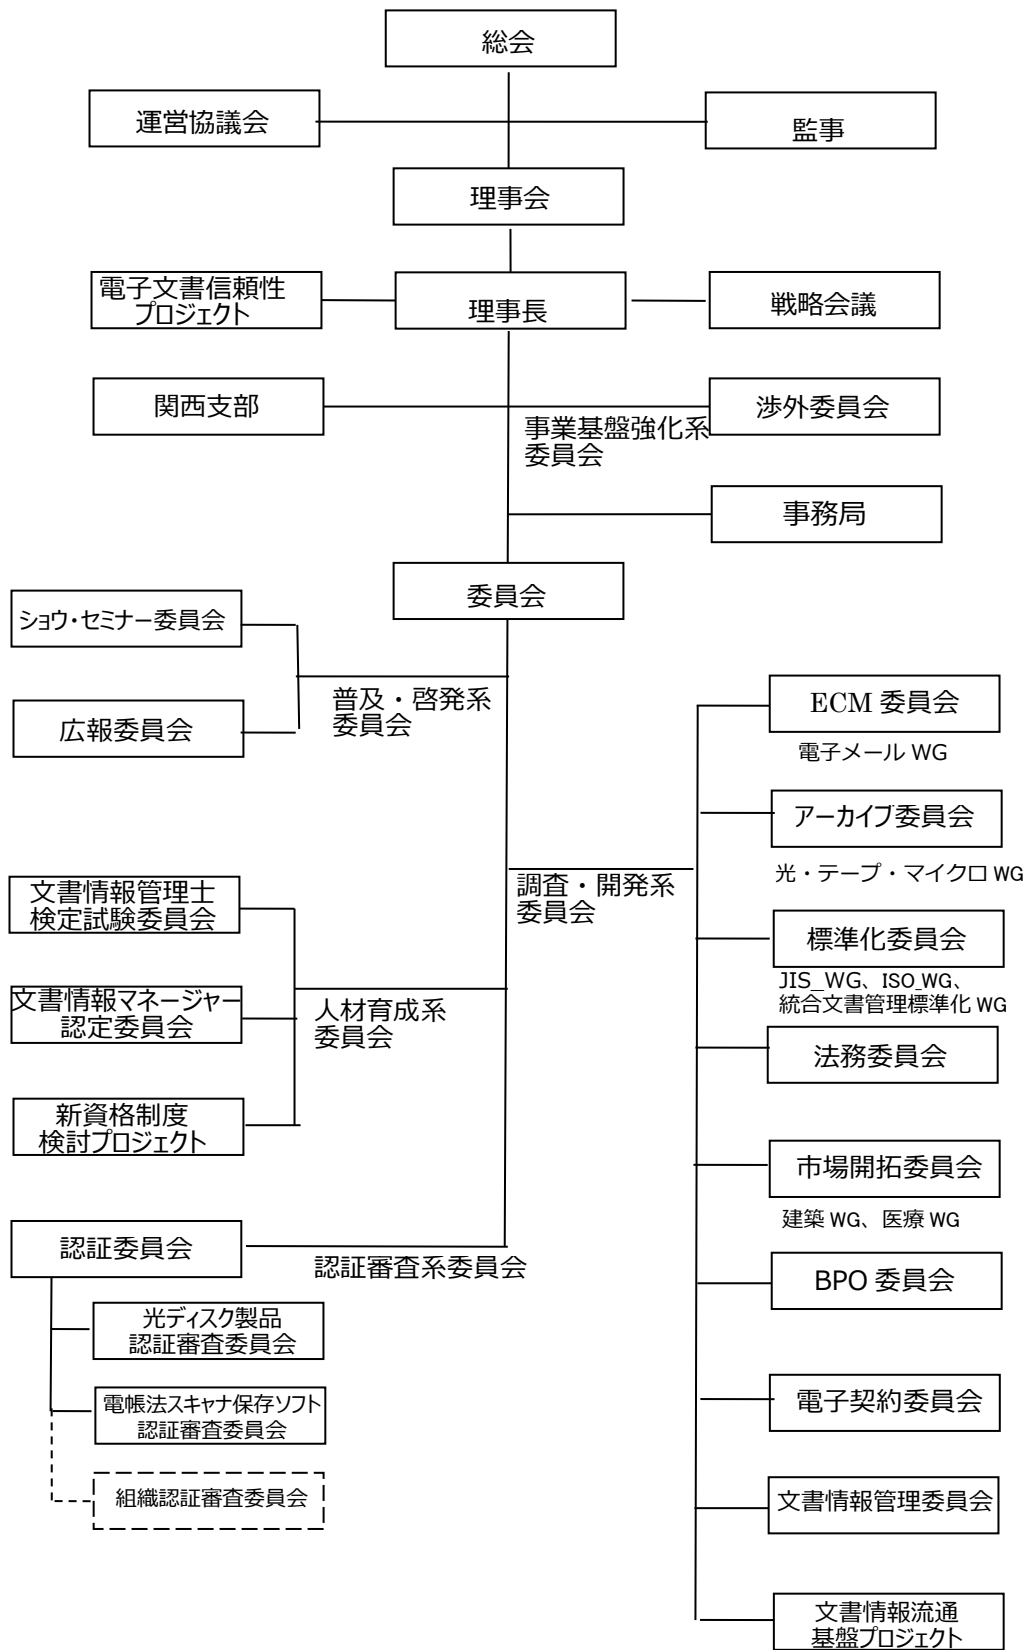 総会
運営協議会
監事
理事会
電子文書信頼性
プロジェクト
理事長
戦略会議
関西支部
渉外委員会
事業基盤強化系
委員会
事務局
委員会
ショウ・セミナー委員会
普及・啓発系
委員会
広報委員会
ECM 委員会
電子メール WG
アーカイブ委員会
光・テープ・マイクロ WG
調査・開発系
委員会
文書情報管理士
検定試験委員会
標準化委員会
JIS_WG、ISO_WG、
統合文書管理標準化 WG
文書情報マネージャー
認定委員会
人材育成系
委員会
法務委員会
新資格制度
検討プロジェクト
市場開拓委員会
建築 WG、医療 WG
認証委員会
認証審査系委員会
BPO 委員会
光ディスク製品
認証審査委員会
電帳法スキャナ保存ソフト
認証審査委員会
電子契約委員会
組織認証審査委員会
文書情報管理委員会
文書情報流通
基盤プロジェクト